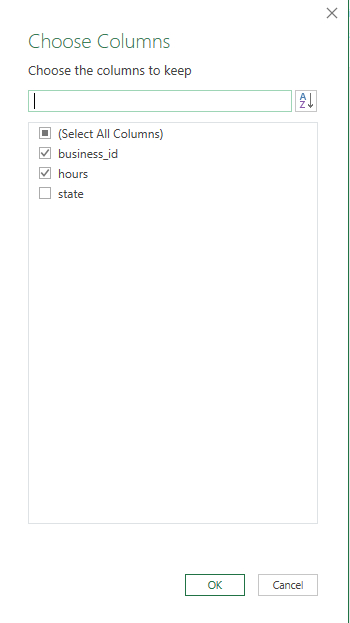 Choose Columns
Choose the columns to keep
A
Z
(Select All Columns)
business_id
hours
state
OK Cancel